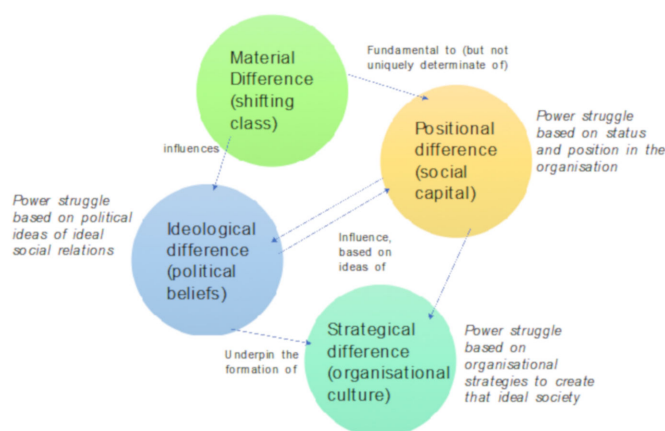 Material
Difference
(shifting
class)
Fundamental to (but not
uniquely determinate of)
Positional
difference
(social
capital)
Power struggle
based on status
and position in the
organisation
influences
Power struggle
based on political
ideas of ideal
social relations
Ideological
difference
(political
beliefs)
Influence,
based on
ideas of
Strategical
difference
(organisational
culture)
Underpin the
formation of
Power struggle
based on
organisational
strategies to create
that ideal society